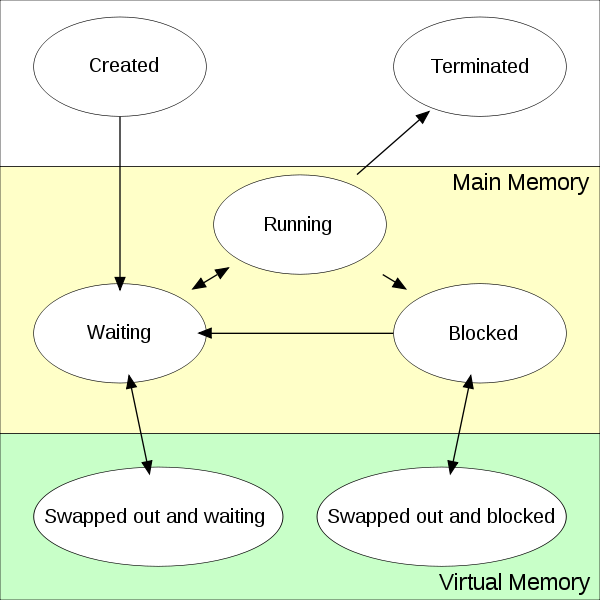 Created
Terminated
Main Memory
Running
Waiting
Blocked
Swapped out and waiting
Swapped out and blocked
Virtual Memory